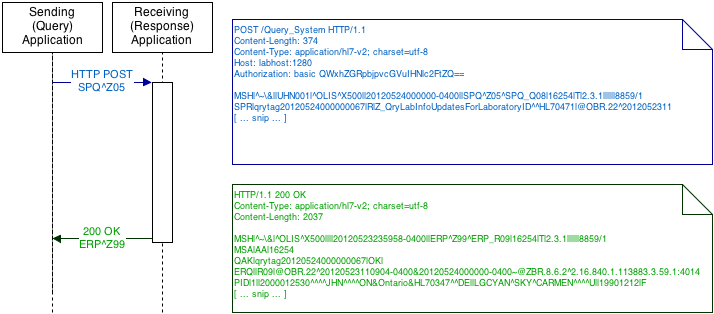 Sending
(Query)
Application
Receiving
(Response)
Application
HTTP POST
SPQ^Z05
200 OK
ERP^Z99
POST /Query_System HTTP/1.1
Content-Length: 374
Content-Type: application/hl7-v2; charset=utf-8
Host: labhost:1280
Authorization: basic QWxhZGRpbjpvcGVuIHNlc2FtZQ==
MSH|^~\&||UHN001|^OLIS^X500||20120524000000-0400||SPQ^Z05^SPQ_Q08|16254|T|2.3.1||||||8859/1
SPR|qrytag20120524000000067|R|Z_QryLabInfoUpdatesForLaboratoryID^^HL70471|@OBR.22^2012052311
[ ... snip ... ]
HTTP/1.1 200 OK
Content-Type: application/hl7-v2; charset=utf-8
Content-Length: 2037
MSH|^~\&|^OLIS^X500||||20120523235958-0400||ERP^Z99^ERP_R09|16254|T|2.3.1||||||8859/1
MSA|AA|16254
QAK|qrytag20120524000000067|OK|
ERQ||R09|@OBR.22^20120523110904-0400&20120524000000-0400~@ZBR.8.6.2^2.16.840.1.113883.3.59.1:4014
PID|1||2000012530^^^^JHN^^^^ON&Ontario&HL70347^^DE||LGCYAN^SKY^CARMEN^^^^U||19901212|F
[ ... snip ... ]